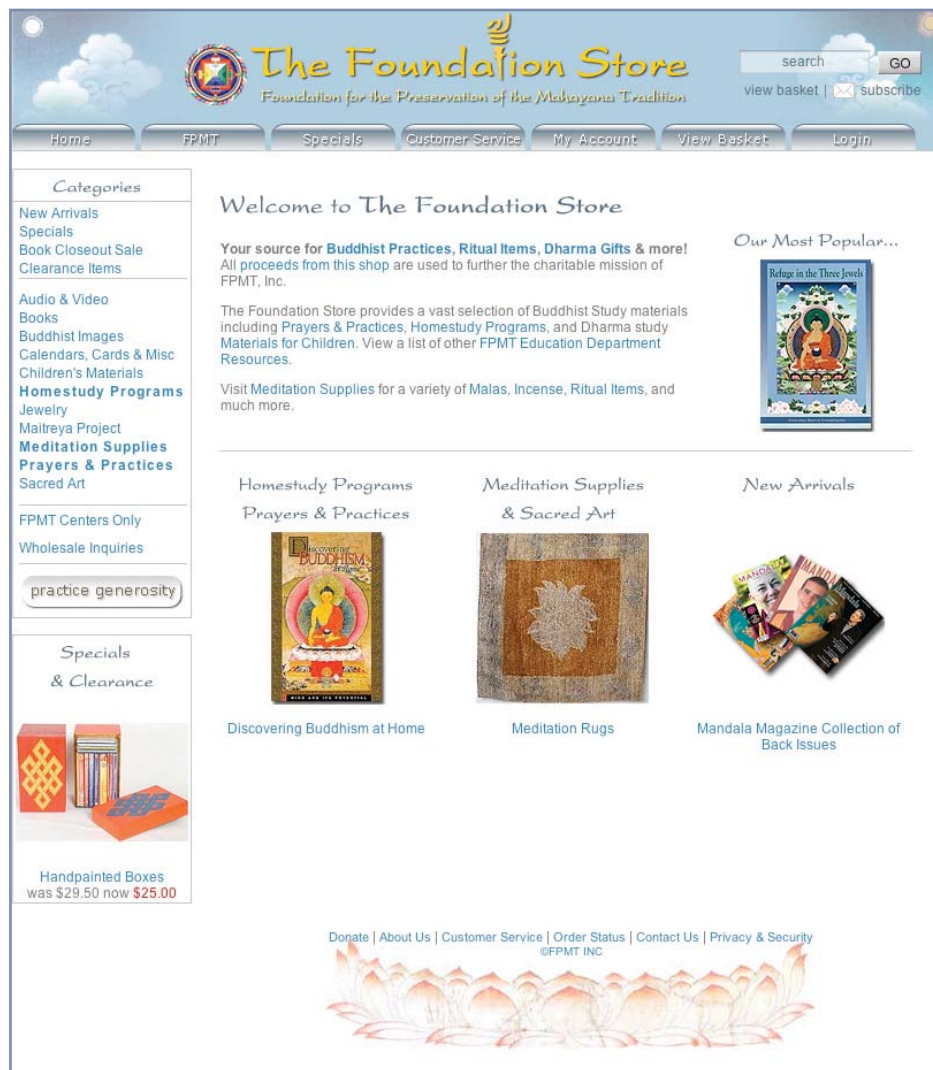 The Foundation Store
Foundation for the Preservation of the Mahayana Tradition
search GO
view basket | subscribe
Home FPMT Specials Customer Service My Account View Basket Login
Categories
New Arrivals
Specials
Book Closeout Sale
Clearance Items
Audio & Video
Books
Buddhist Images
Calendars, Cards & Misc
Children's Materials
Homestudy Programs
Jewelry
Maitreya Project
Meditation Supplies
Prayers & Practices
Sacred Art
FPMT Centers Only
Wholesale Inquiries
practice generosity
Specials
& Clearance
Handpainted Boxes
was $29.50 now $25.00
Welcome to The Foundation Store
Your source for Buddhist Practices, Ritual Items, Dharma Gifts & more!
All proceeds from this shop are used to further the charitable mission of
FPMT, Inc.
The Foundation Store provides a vast selection of Buddhist Study materials
including Prayers & Practices, Homestudy Programs, and Dharma study
Materials for Children. View a list of other FPMT Education Department
Resources.
Visit Meditation Supplies for a variety of Malas, Incense, Ritual Items, and
much more.
Our Most Popular...
Refuge in the Three Jewels
Homestudy Programs
Prayers & Practices
Discovering
BUDDHISM
at Home
MIND AND ITS POTENTIAL
Discovering Buddhism at Home
Meditation Supplies
& Sacred Art
Meditation Rugs
New Arrivals
MANDALA
MANDALA
Mandala
Mandala Magazine Collection of
Back Issues
Donate | About Us | Customer Service | Order Status | Contact Us | Privacy & Security
©FPMT INC